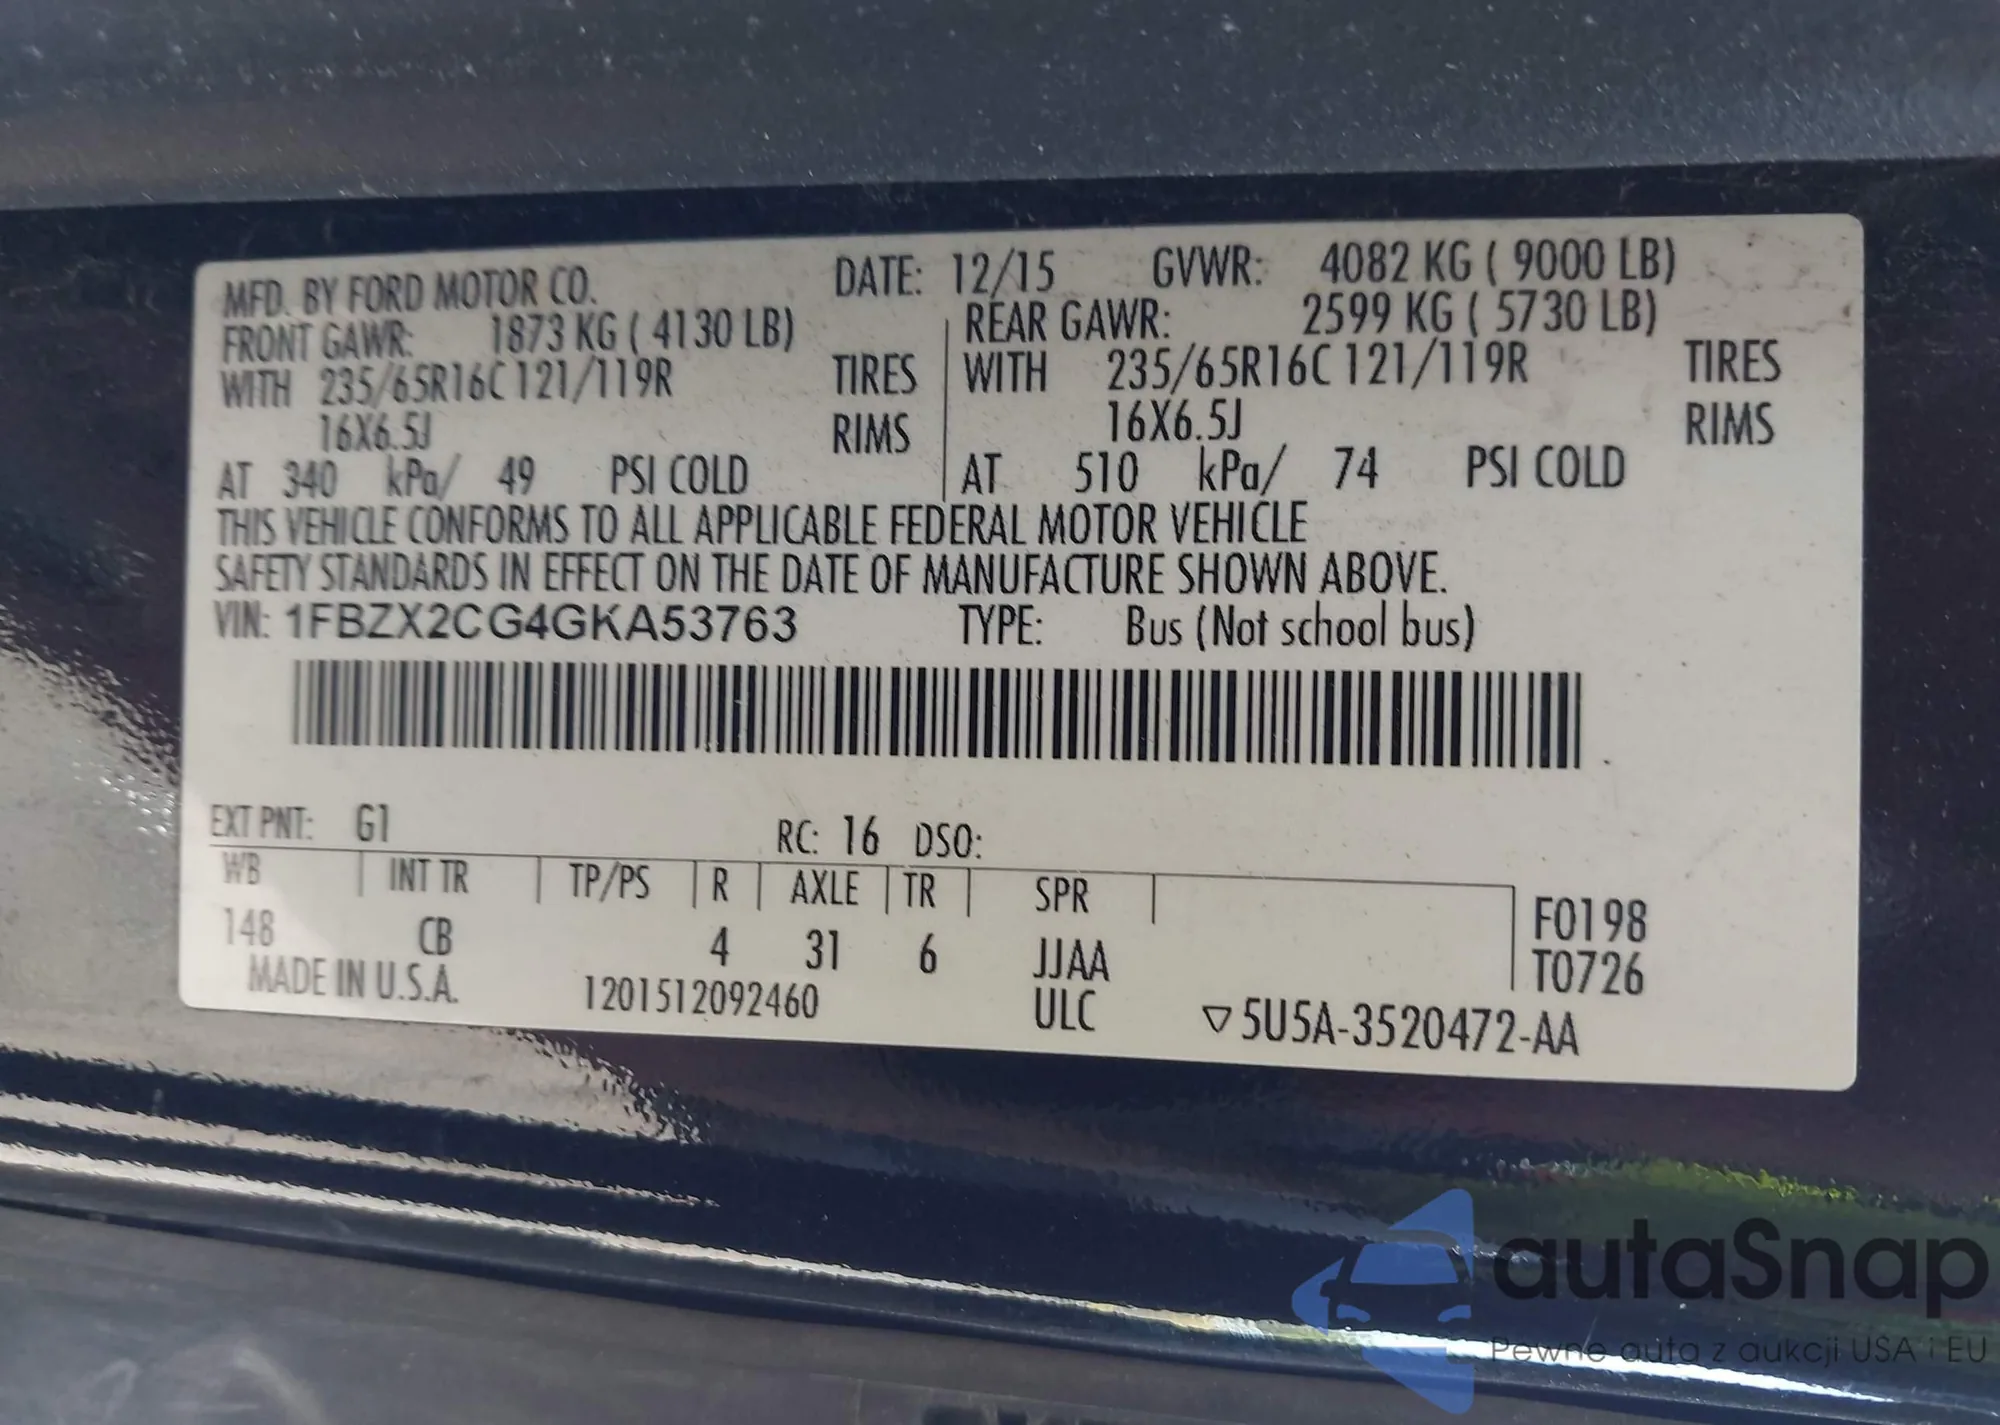 MFD. BY FORD MOTOR CO. DATE: 12/15 GVWR: 4082 KG ( 9000 LB)
FRONT GAWR: 1873 KG ( 4130 LB) REAR GAWR: 2599 KG ( 5730 LB)
WITH 235/65R16C 121/119R TIRES WITH 235/65R16C 121/119R TIRES
16X6.5J RIMS 16X6.5J RIMS
AT 340 kPa/ 49 PSI COLD AT 510 kPa/ 74 PSI COLD
THIS VEHICLE CONFORMS TO ALL APPLICABLE FEDERAL MOTOR VEHICLE
SAFETY STANDARDS IN EFFECT ON THE DATE OF MANUFACTURE SHOWN ABOVE.
VIN: 1FBZX2CG4GKA53763 TYPE: Bus (Not school bus)
EXT PNT: G1 RC: 16 DSO:
WB INT TR TP/PS R AXLE TR SPR
F0198
148 CB 4 31 6 JJAA T0726
MADE IN U.S.A. 1201512092460 ULC ▽5U5A-3520472-AA
autaSnap
Pewne auta z aukcji USA i EU